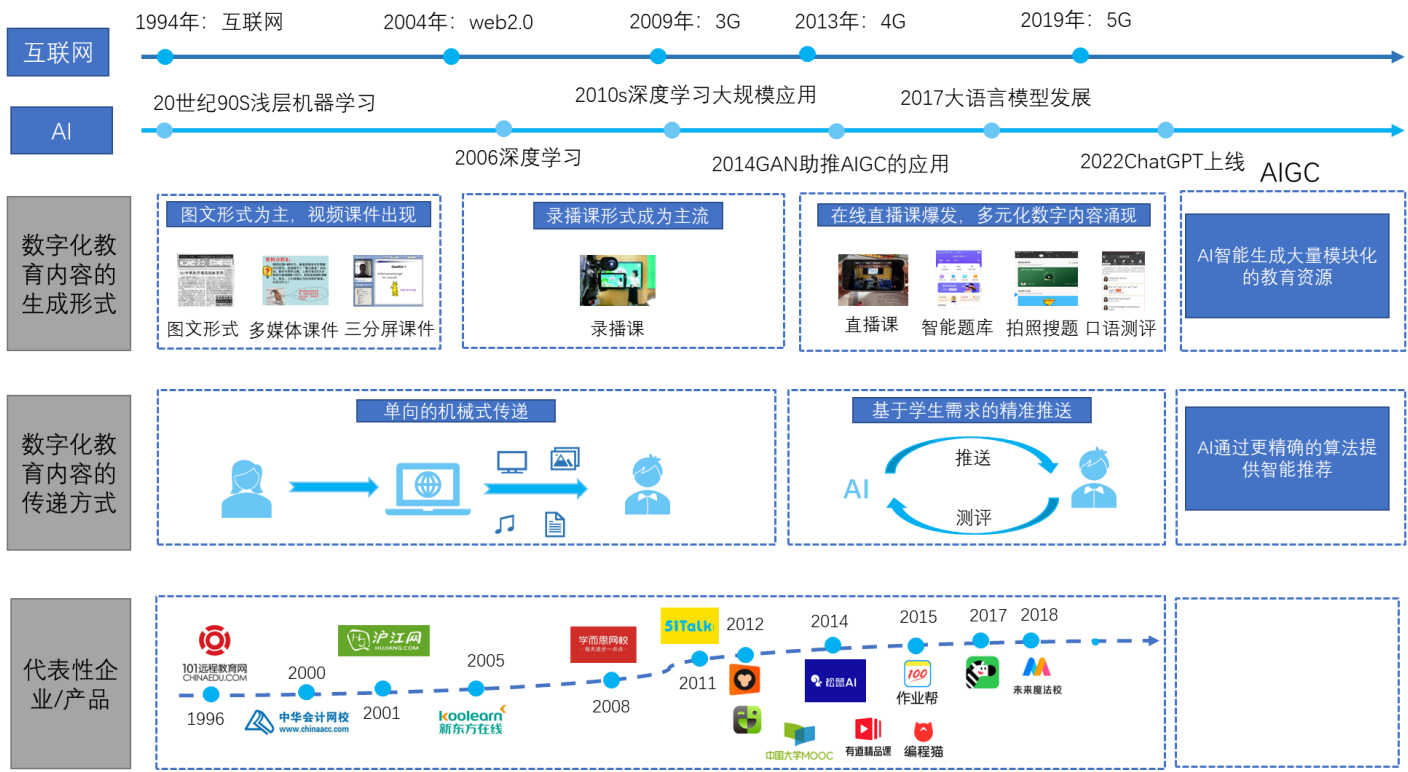 1994年：互联网
2004年：web2.0
2009年：3G
2013年：4G
2019年：5G
互联网
20世纪90S浅层机器学习
2010s深度学习大规模应用
2017大语言模型发展
AI
2006深度学习
2014GAN助推AIGC的应用
2022ChatGPT上线
AIGC
数字化教
育内容的
生成形式
图文形式为主，视频课件出现
图文形式
多媒体课件
三分屏课件
录播课形式成为主流
录播课
在线直播课爆发，多元化数字内容涌现
直播课
智能题库
拍照搜题
口语测评
AI智能生成大量模块化
的教育资源
数字化教
育内容的
传递方式
单向的机械式传递
基于学生需求的精准推送
AI
推送
测评
AI通过更精确的算法提
供智能推荐
代表性企
业/产品
101远程教育网
CHINAEDU.COM
1996
2000
中华会计网校
www.chinaacc.com
沪江网
HUJIANG.COM
2001
2005
koolearn
新东方在线
学而思网校
每天进步一点点
2008
51Talk
2011
2012
2014
松鼠AI
中国大学MOOC
2015
100
作业帮
有道精品课
编程猫
2017
2018
未来魔法校